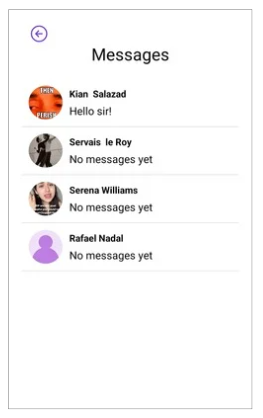 Messages
THEN
PERISH
Kian Salazad
Hello sir!
Servais le Roy
No messages yet
Serena Williams
No messages yet
Rafael Nadal
No messages yet